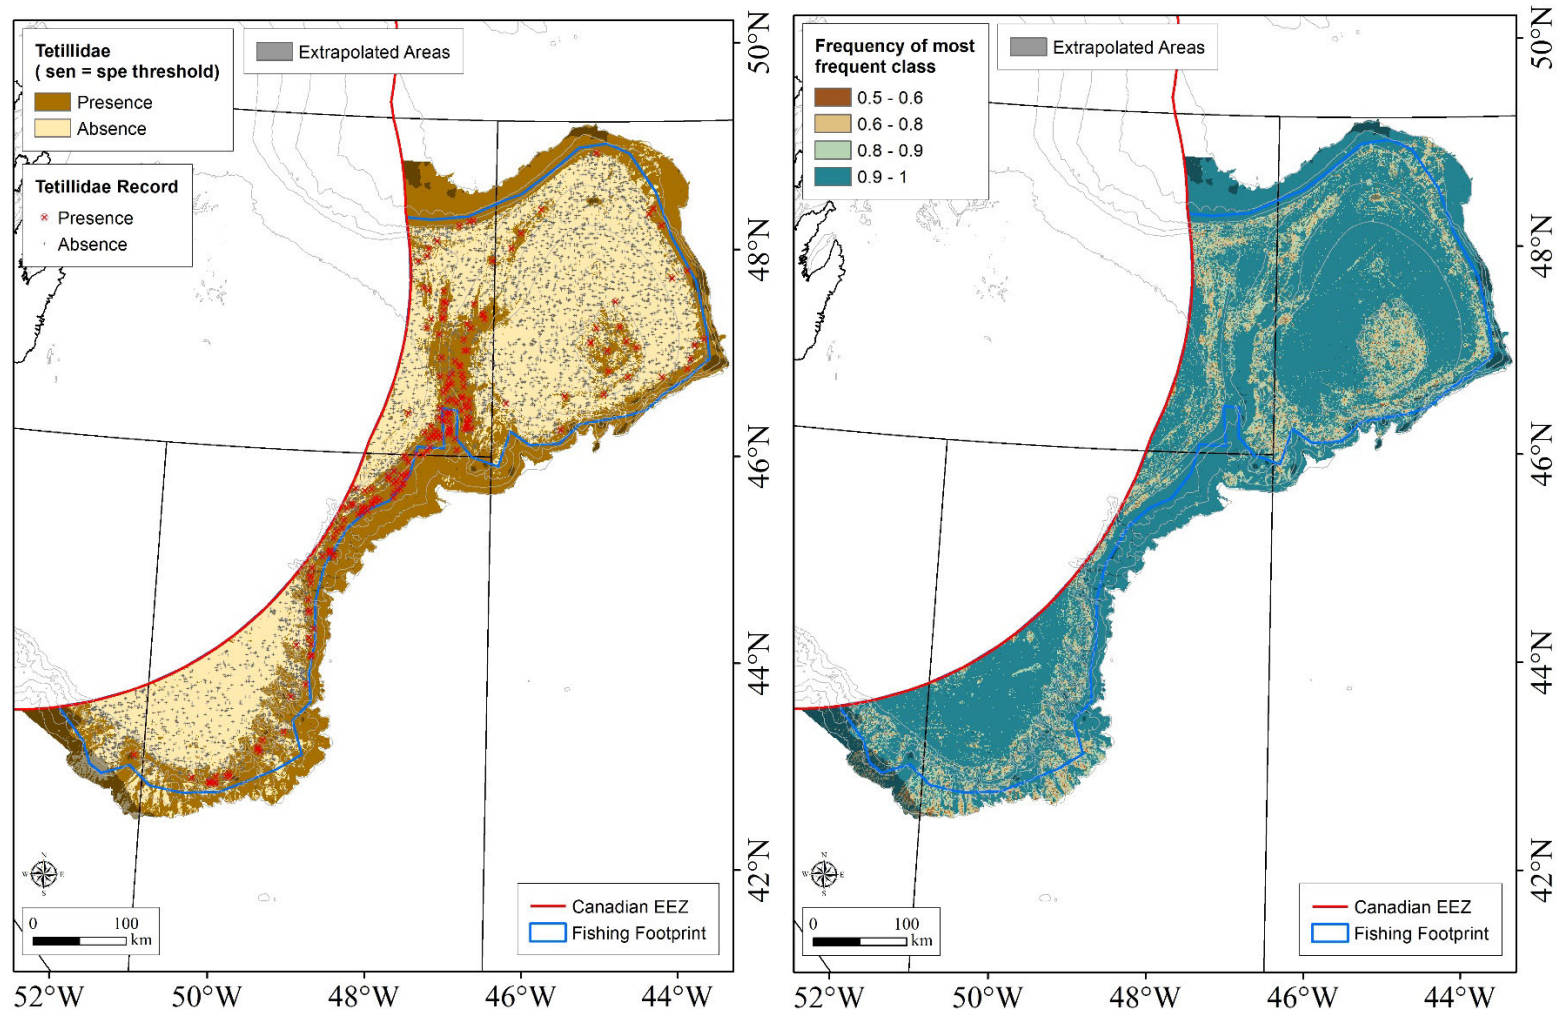 Tetillidae
( sen = spe threshold)
Presence
Absence
Extrapolated Areas
Tetillidae Record
Presence
Absence
50°N
48°N
46°N
44°N
42°N
N
W
E
S
0
100
km
Canadian EEZ
Fishing Footprint
52°W
50°W
48°W
46°W
44°W
Frequency of most
frequent class
0.5 - 0.6
0.6 - 0.8
0.8 - 0.9
0.9 - 1
Extrapolated Areas
50°N
48°N
46°N
44°N
42°N
N
W
E
S
0
100
km
Canadian EEZ
Fishing Footprint
52°W
50°W
48°W
46°W
44°W